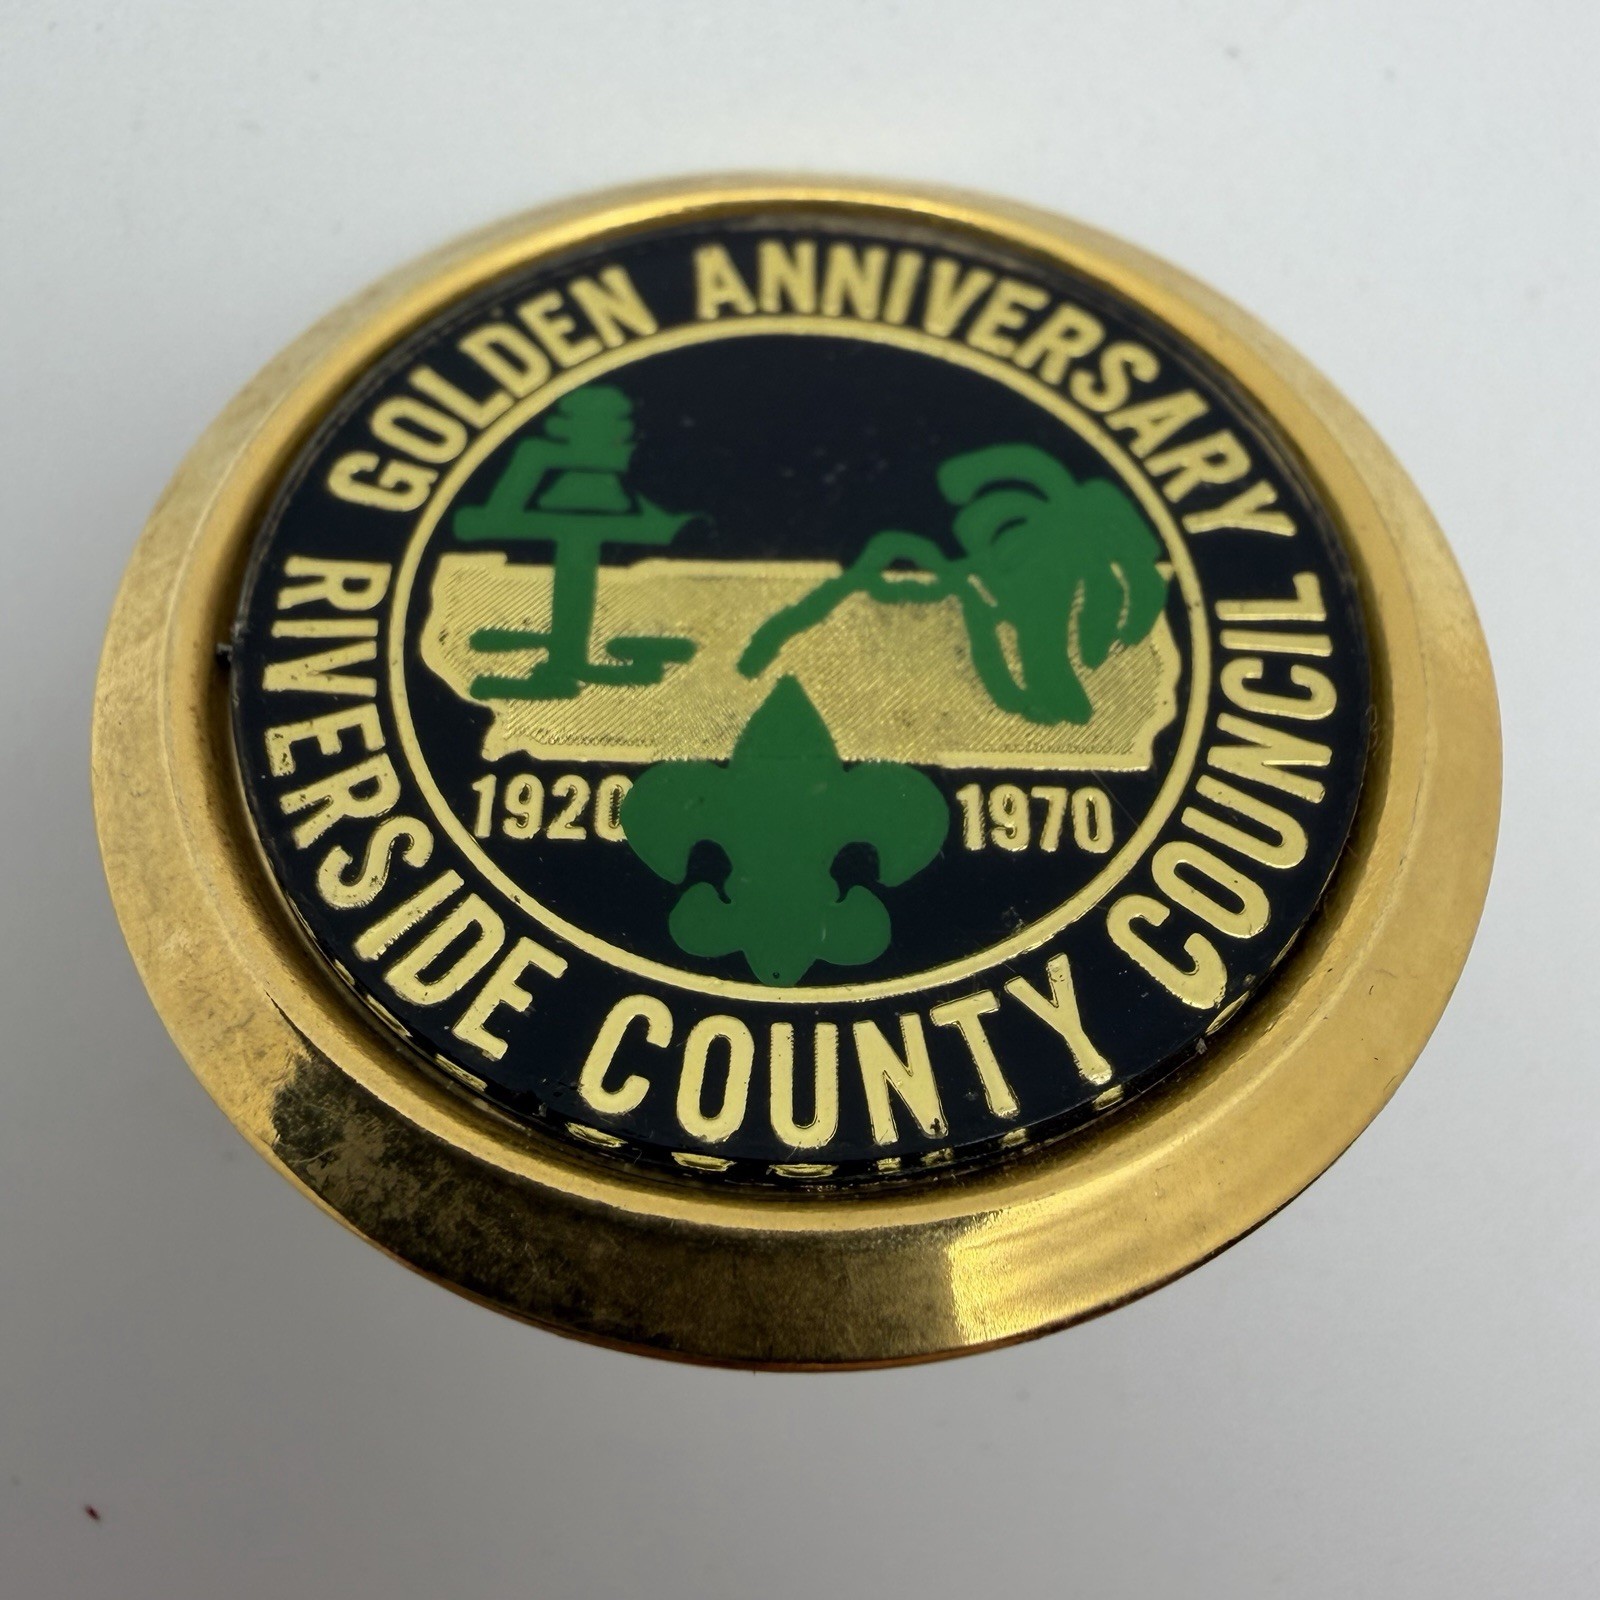 GOLDEN ANNIVERSARY
RIVERSIDE COUNTY COUNCIL
1920 1970